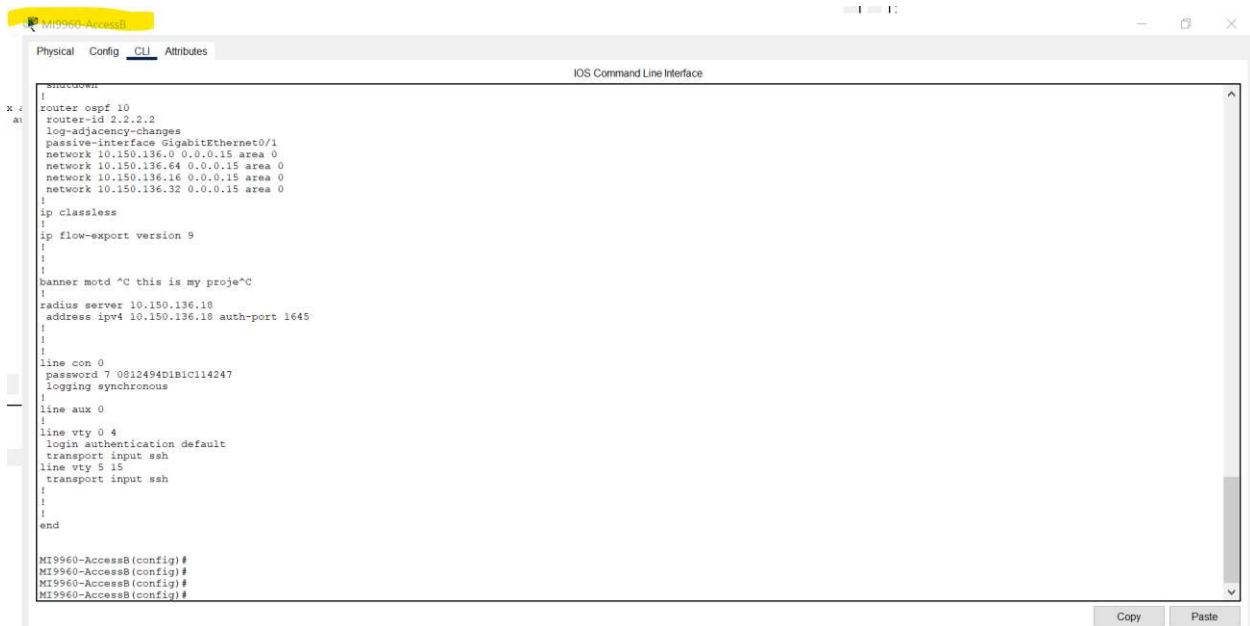 MI9960-AccessB
Physical Config CLI Attributes
IOS Command Line Interface
shutdown
!
router ospf 10
router-id 2.2.2.2
log-adjacency-changes
passive-interface GigabitEthernet0/1
network 10.150.136.0 0.0.0.15 area 0
network 10.150.136.64 0.0.0.15 area 0
network 10.150.136.16 0.0.0.15 area 0
network 10.150.136.32 0.0.0.15 area 0
!
ip classless
!
ip flow-export version 9
!
!
!
banner motd ^C this is my proje^C
!
radius server 10.150.136.18
address ipv4 10.150.136.18 auth-port 1645
!
!
!
line con 0
password 7 0812494D1B1C114247
logging synchronous
!
line aux 0
!
line vty 0 4
login authentication default
transport input ssh
line vty 5 15
transport input ssh
!
!
!
end
MI9960-AccessB(config)#
MI9960-AccessB(config)#
MI9960-AccessB(config)#
MI9960-AccessB(config)#
Copy Paste